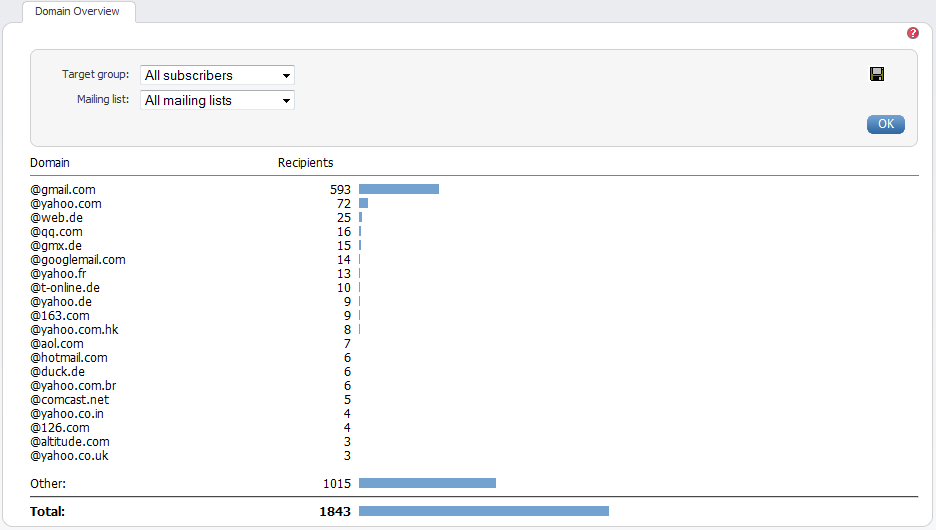 Domain Overview
?
Target group: All subscribers
Mailing list: All mailing lists
OK
Domain Recipients
@gmail.com 593
@yahoo.com 72
@web.de 25
@qq.com 16
@gmx.de 15
@googlemail.com 14
@yahoo.fr 13
@t-online.de 10
@yahoo.de 9
@163.com 9
@yahoo.com.hk 8
@aol.com 7
@hotmail.com 6
@duck.de 6
@yahoo.com.br 6
@comcast.net 5
@yahoo.co.in 4
@126.com 4
@altitude.com 3
@yahoo.co.uk 3
Other: 1015
Total: 1843